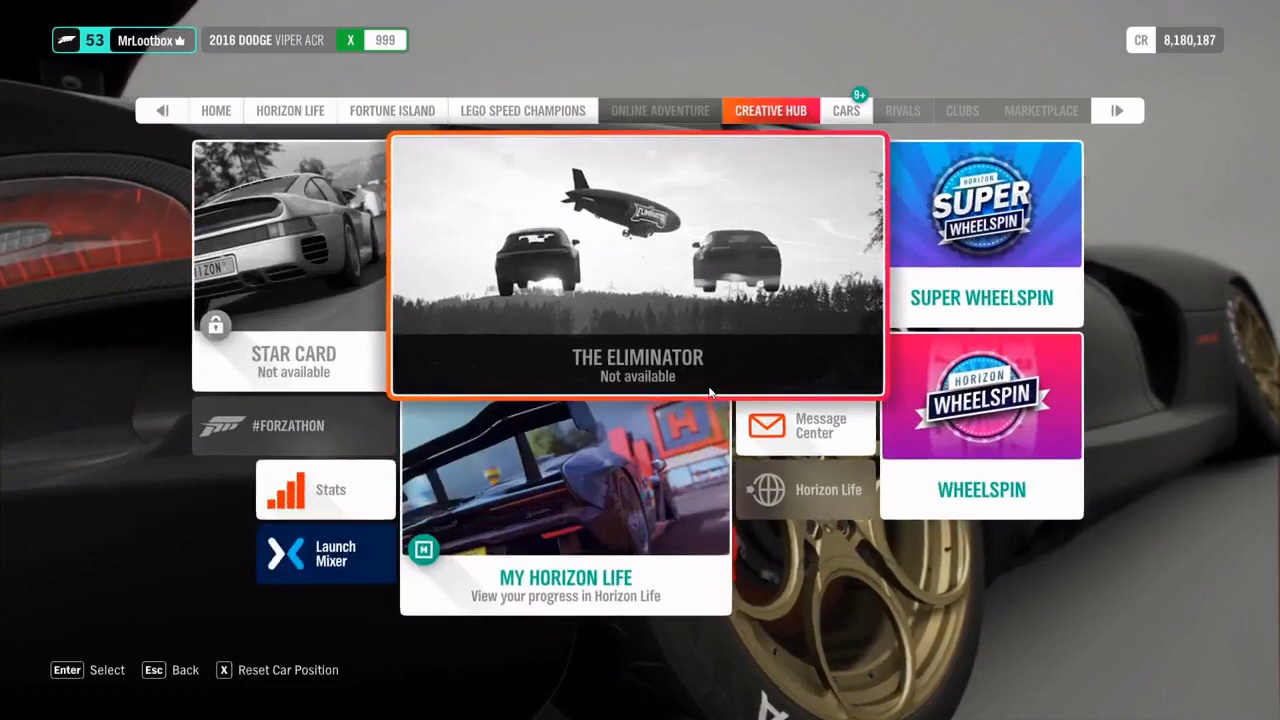 53 MrLootbox
2016 DODGE VIPER ACR
X 999
CR 8,180,187
HOME
HORIZON LIFE
FORTUNE ISLAND
LEGO SPEED CHAMPIONS
ONLINE ADVENTURE
CREATIVE HUB
CARS
9+
RIVALS
CLUBS
MARKETPLACE
STAR CARD
Not available
ELIMINATOR
THE ELIMINATOR
Not available
HORIZON
SUPER
WHEELSPIN
SUPER WHEELSPIN
#FORZATHON
Stats
Launch
Mixer
H
MY HORIZON LIFE
View your progress in Horizon Life
Message
Center
Horizon Life
HORIZON
WHEELSPIN
WHEELSPIN
Enter Select
Esc Back
X Reset Car Position